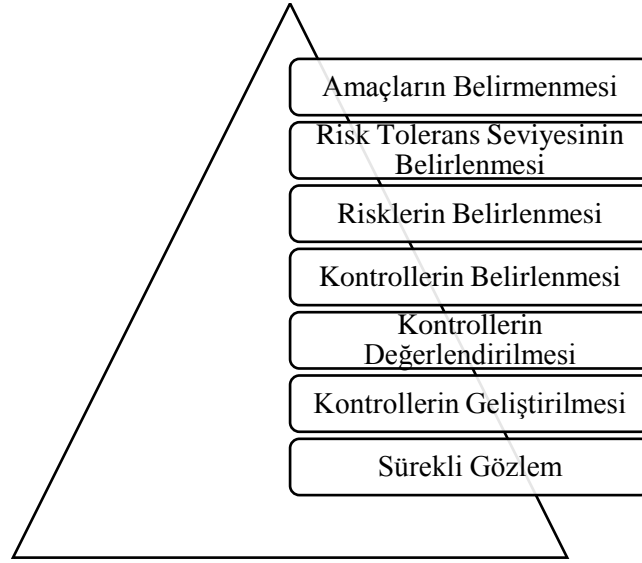 Amaçların Belirmenmesi
Risk Tolerans Seviyesinin
Belirlenmesi
Risklerin Belirlenmesi
Kontrollerin Belirlenmesi
Kontrollerin
Değerlendirilmesi
Kontrollerin Geliştirilmesi
Sürekli Gözlem